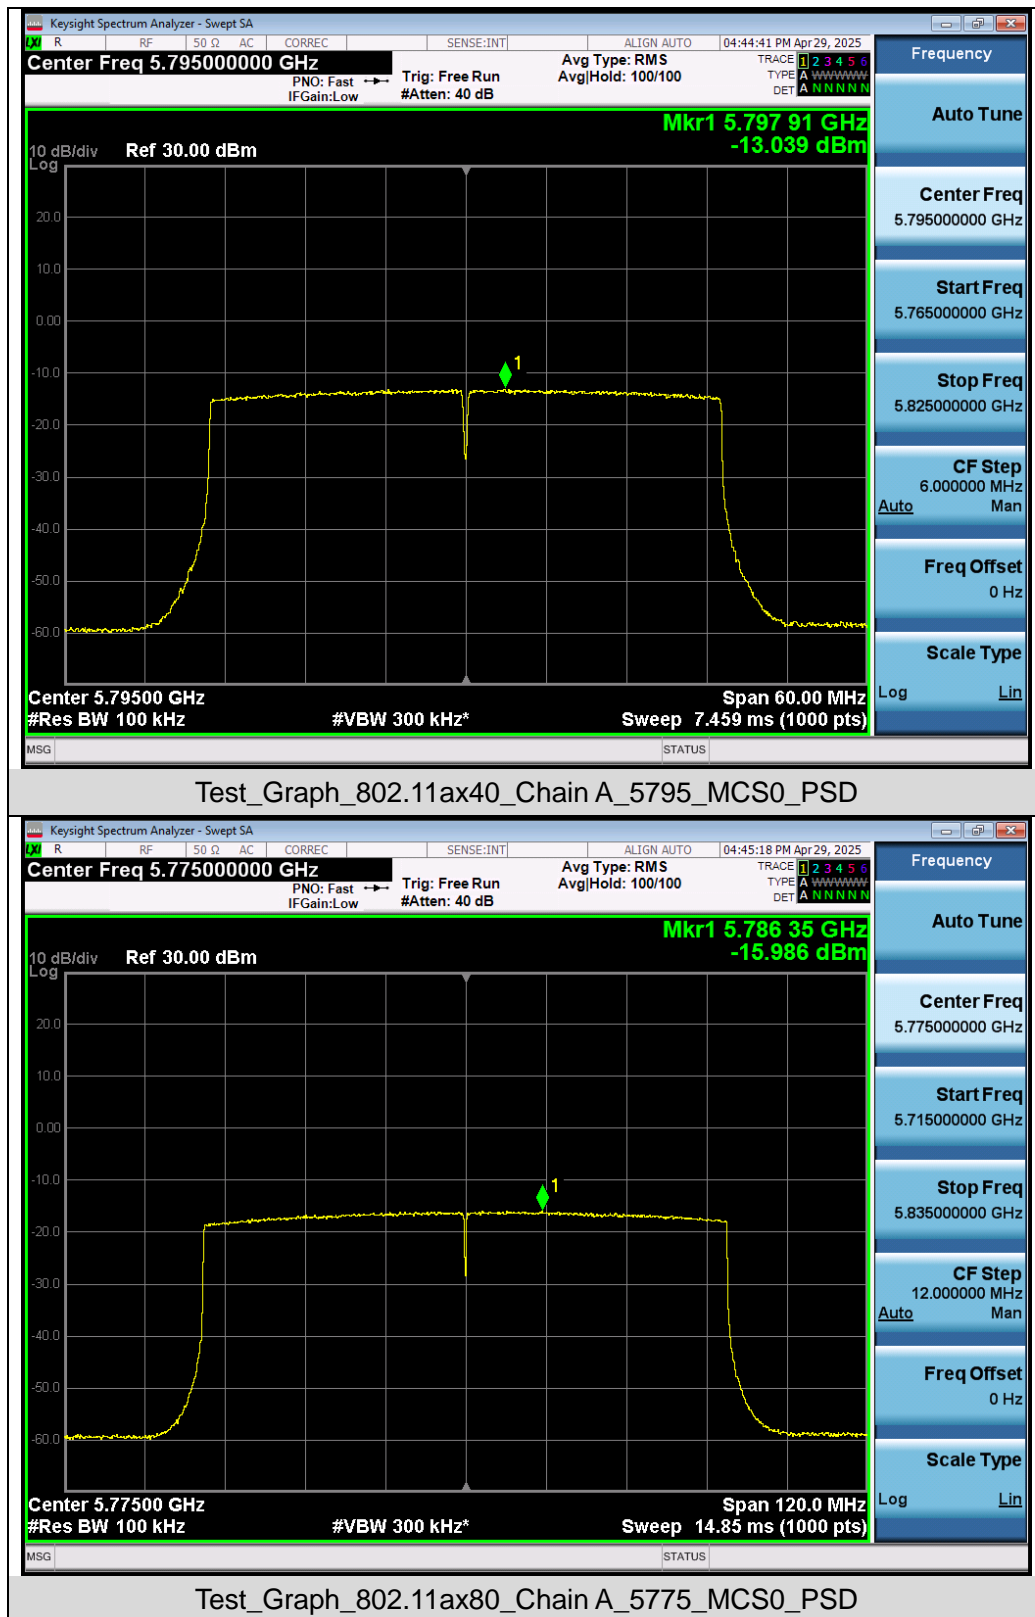 Keysight Spectrum Analyzer - Swept SA
LXI R RF 50 Ω AC CORREC SENSE:INT ALIGN AUTO 04:44:41 PM Apr 29, 2025
Center Freq 5.795000000 GHz
PNO: Fast
IFGain:Low
Trig: Free Run
#Atten: 40 dB
Avg Type: RMS
Avg|Hold: 100/100
TRACE 1 2 3 4 5 6
TYPE A WWWWW
DET A N N N N N
Mkr1 5.797 91 GHz
-13.039 dBm
10 dB/div
Log
Ref 30.00 dBm
20.0
10.0
0.00
-10.0
-20.0
-30.0
-40.0
-50.0
-60.0
1
Center 5.79500 GHz
Span 60.00 MHz
#Res BW 100 kHz
#VBW 300 kHz*
Sweep 7.459 ms (1000 pts)
MSG
STATUS
Frequency
Auto Tune
Center Freq
5.795000000 GHz
Start Freq
5.765000000 GHz
Stop Freq
5.825000000 GHz
CF Step
6.000000 MHz
Auto Man
Freq Offset
0 Hz
Scale Type
Log Lin
Test_Graph_802.11ax40_Chain A_5795_MCS0_PSD
Keysight Spectrum Analyzer - Swept SA
LXI R RF 50 Ω AC CORREC SENSE:INT ALIGN AUTO 04:45:18 PM Apr 29, 2025
Center Freq 5.775000000 GHz
PNO: Fast
IFGain:Low
Trig: Free Run
#Atten: 40 dB
Avg Type: RMS
Avg|Hold: 100/100
TRACE 1 2 3 4 5 6
TYPE A WWWWW
DET A N N N N N
Mkr1 5.786 35 GHz
-15.986 dBm
10 dB/div
Log
Ref 30.00 dBm
20.0
10.0
0.00
-10.0
-20.0
-30.0
-40.0
-50.0
-60.0
1
Center 5.77500 GHz
Span 120.0 MHz
#Res BW 100 kHz
#VBW 300 kHz*
Sweep 14.85 ms (1000 pts)
MSG
STATUS
Frequency
Auto Tune
Center Freq
5.775000000 GHz
Start Freq
5.715000000 GHz
Stop Freq
5.835000000 GHz
CF Step
12.000000 MHz
Auto Man
Freq Offset
0 Hz
Scale Type
Log Lin
Test_Graph_802.11ax80_Chain A_5775_MCS0_PSD